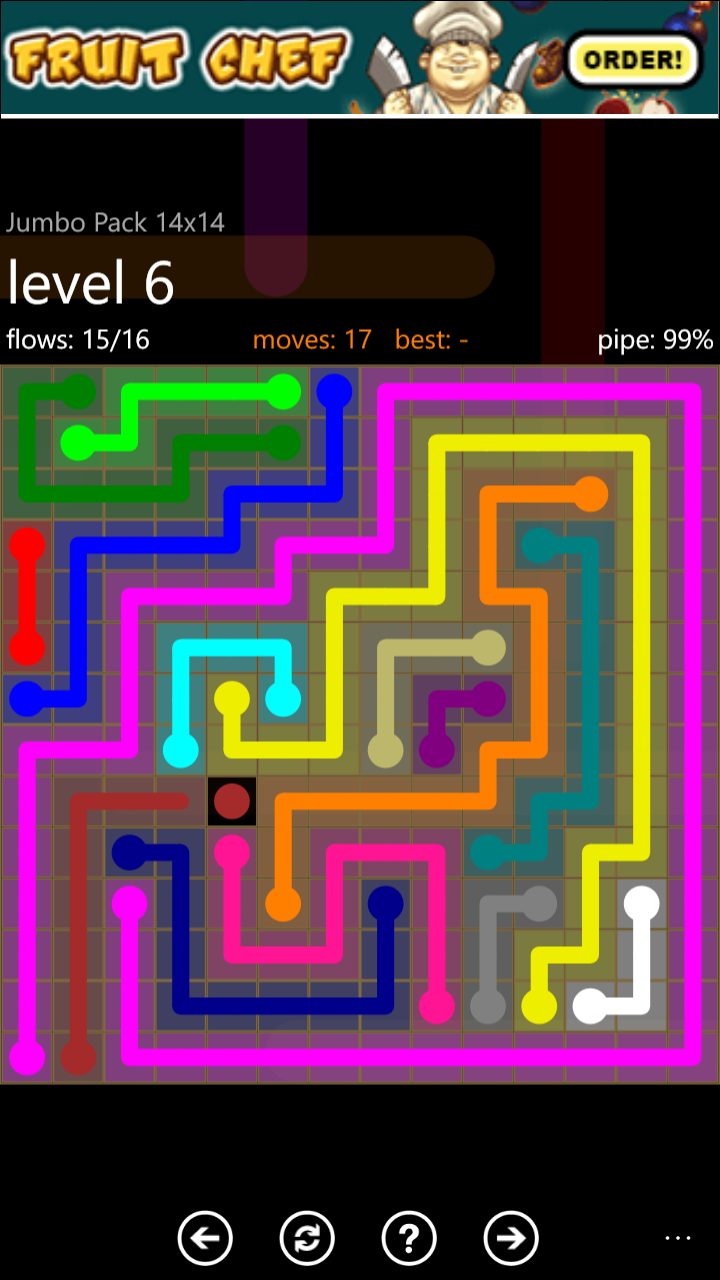 FRUIT CHEF ORDER!
Jumbo Pack 14x14
level 6
flows: 15/16 moves: 17 best: - pipe: 99%
?